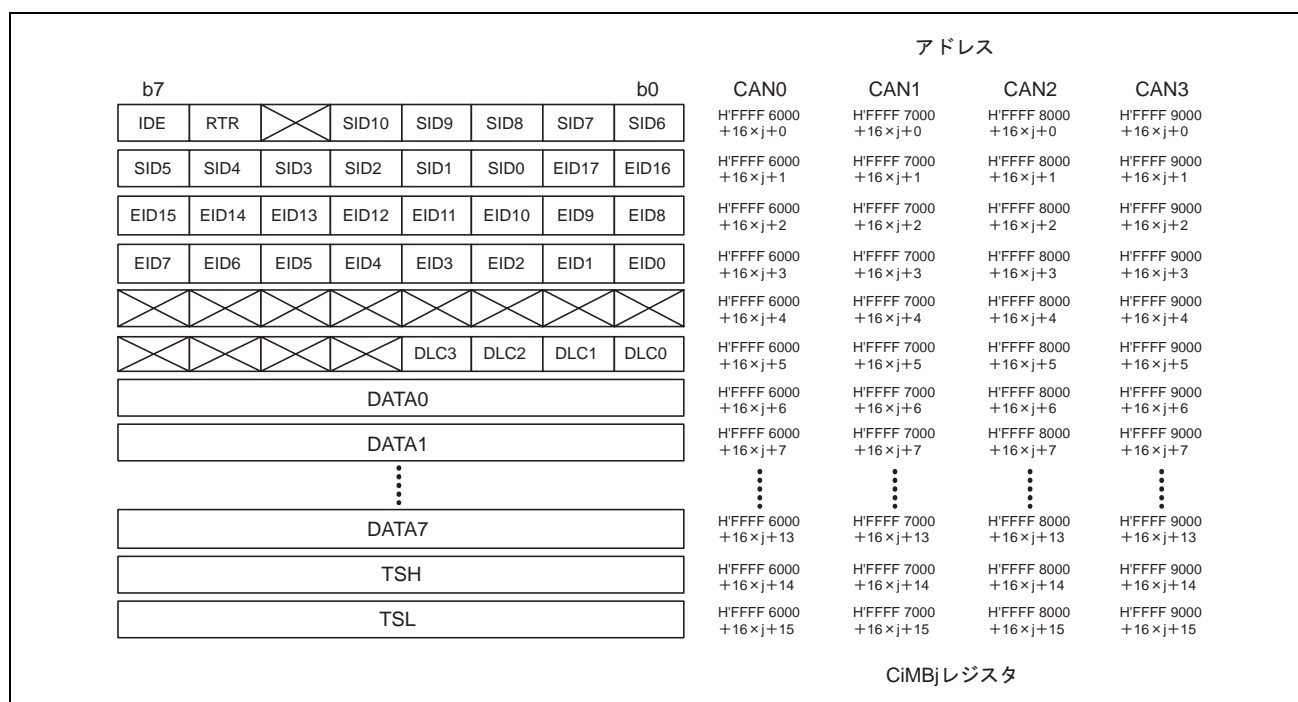 アドレス
b7 b0 CAN0 CAN1 CAN2 CAN3
IDE RTR SID10 SID9 SID8 SID7 SID6 H'FFFF 6000 H'FFFF 7000 H'FFFF 8000 H'FFFF 9000
+16×j+0 +16×j+0 +16×j+0 +16×j+0
SID5 SID4 SID3 SID2 SID1 SID0 EID17 EID16 H'FFFF 6000 H'FFFF 7000 H'FFFF 8000 H'FFFF 9000
+16×j+1 +16×j+1 +16×j+1 +16×j+1
EID15 EID14 EID13 EID12 EID11 EID10 EID9 EID8 H'FFFF 6000 H'FFFF 7000 H'FFFF 8000 H'FFFF 9000
+16×j+2 +16×j+2 +16×j+2 +16×j+2
EID7 EID6 EID5 EID4 EID3 EID2 EID1 EID0 H'FFFF 6000 H'FFFF 7000 H'FFFF 8000 H'FFFF 9000
+16×j+3 +16×j+3 +16×j+3 +16×j+3
H'FFFF 6000 H'FFFF 7000 H'FFFF 8000 H'FFFF 9000
+16×j+4 +16×j+4 +16×j+4 +16×j+4
DLC3 DLC2 DLC1 DLC0 H'FFFF 6000 H'FFFF 7000 H'FFFF 8000 H'FFFF 9000
+16×j+5 +16×j+5 +16×j+5 +16×j+5
DATA0 H'FFFF 6000 H'FFFF 7000 H'FFFF 8000 H'FFFF 9000
+16×j+6 +16×j+6 +16×j+6 +16×j+6
DATA1 H'FFFF 6000 H'FFFF 7000 H'FFFF 8000 H'FFFF 9000
+16×j+7 +16×j+7 +16×j+7 +16×j+7
DATA7 H'FFFF 6000 H'FFFF 7000 H'FFFF 8000 H'FFFF 9000
+16×j+13 +16×j+13 +16×j+13 +16×j+13
TSH H'FFFF 6000 H'FFFF 7000 H'FFFF 8000 H'FFFF 9000
+16×j+14 +16×j+14 +16×j+14 +16×j+14
TSL H'FFFF 6000 H'FFFF 7000 H'FFFF 8000 H'FFFF 9000
+16×j+15 +16×j+15 +16×j+15 +16×j+15
CiMBjレジスタ